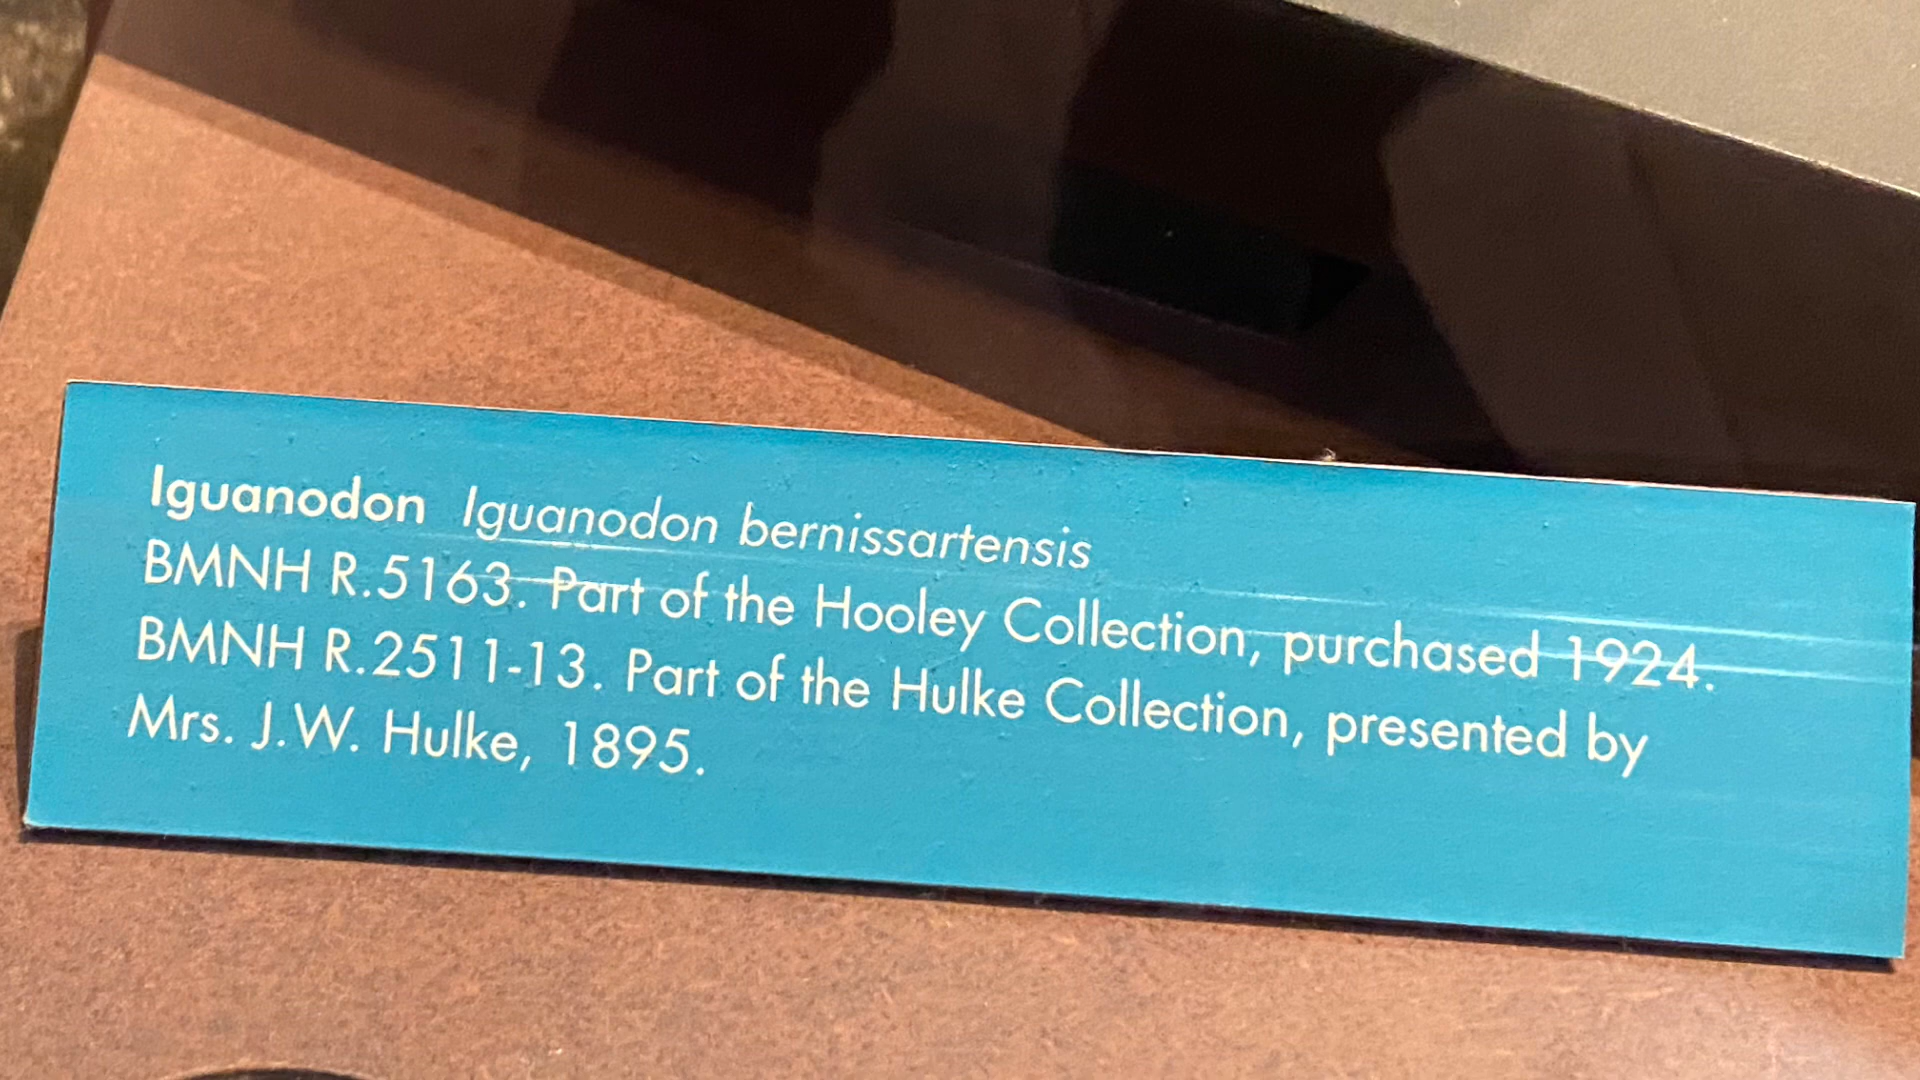 Iguanodon Iguanodon bernissartensis
BMNH R.5163. Part of the Hooley Collection, purchased 1924.
BMNH R.2511-13. Part of the Hulke Collection, presented by
Mrs. J.W. Hulke, 1895.